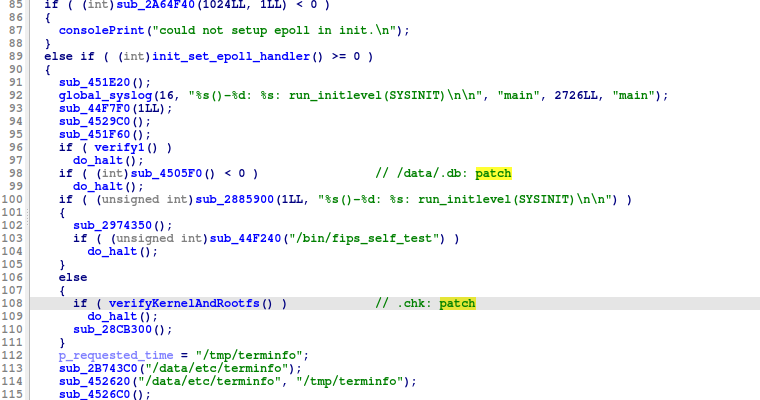 85 if ( (int)sub_2A64F40(1024LL, 1LL) < 0 )
86 {
87 consolePrint("could not setup epoll in init.\n");
88 }
89 else if ( (int)init_set_epoll_handler() >= 0 )
90 {
91 sub_451E20();
92 global_syslog(16, "%s()-%d: %s: run_initlevel(SYSINIT)\n\n", "main", 2726LL, "main");
93 sub_44F7F0(1LL);
94 sub_4529C0();
95 sub_451F60();
96 if ( verify1() )
97 do_halt();
98 if ( (int)sub_4505F0() < 0 ) // /data/.db: patch
99 do_halt();
100 if ( (unsigned int)sub_2885900(1LL, "%s()-%d: %s: run_initlevel(SYSINIT)\n\n") )
101 {
102 sub_2974350();
103 if ( (unsigned int)sub_44F240("/bin/fips_self_test") )
104 do_halt();
105 }
106 else
107 {
108 if ( verifyKernelAndRootfs() ) // .chk: patch
109 do_halt();
110 sub_28CB300();
111 }
112 p_requested_time = "/tmp/terminfo";
113 sub_2B743C0("/data/etc/terminfo");
114 sub_452620("/data/etc/terminfo", "/tmp/terminfo");
115 sub_4526C0();